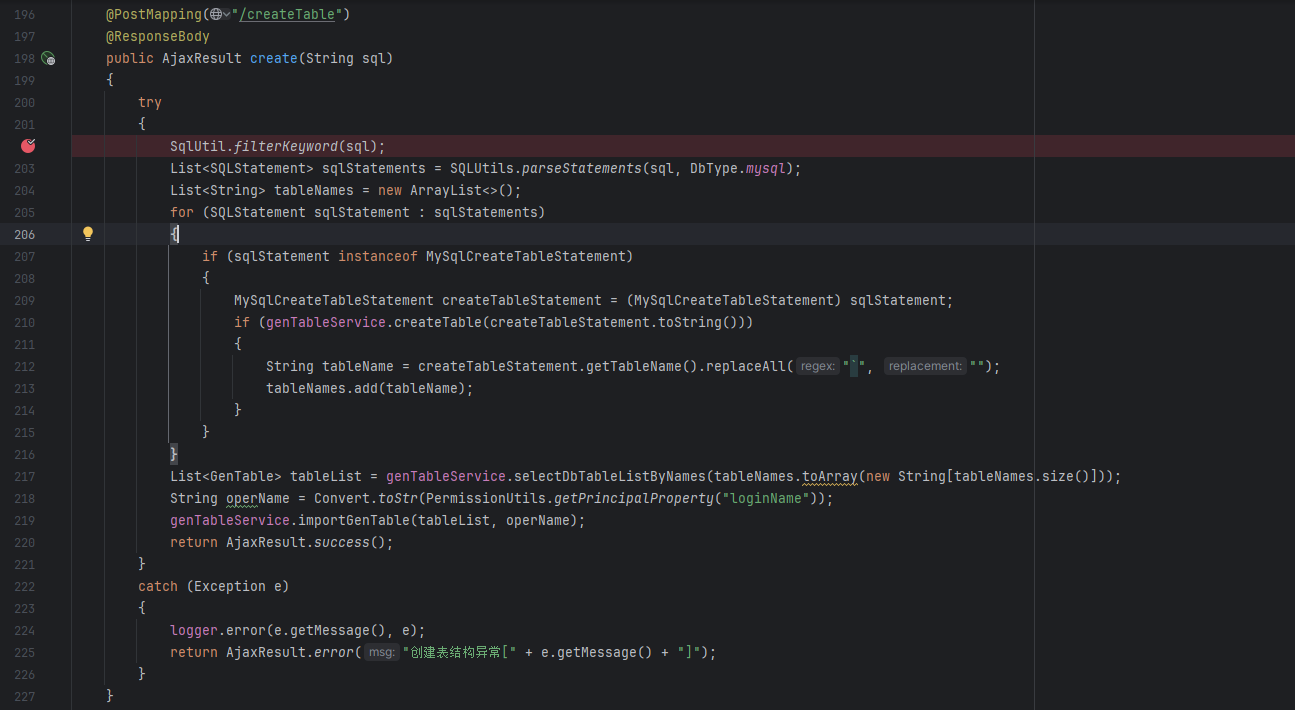 196 @PostMapping("/createTable")
197 @ResponseBody
198 public AjaxResult create(String sql)
199 {
200 try
201 {
SqlUtil.filterKeyword(sql);
203 List<SQLStatement> sqlStatements = SQLUtils.parseStatements(sql, DbType.mysql);
204 List<String> tableNames = new ArrayList<>();
205 for (SQLStatement sqlStatement : sqlStatements)
206 {
207 if (sqlStatement instanceof MySqlCreateTableStatement)
208 {
209 MySqlCreateTableStatement createTableStatement = (MySqlCreateTableStatement) sqlStatement;
210 if (genTableService.createTable(createTableStatement.toString()))
211 {
212 String tableName = createTableStatement.getTableName().replaceAll( regex: "`", replacement: "");
213 tableNames.add(tableName);
214 }
215 }
216 }
217 List<GenTable> tableList = genTableService.selectDbTableListByNames(tableNames.toArray(new String[tableNames.size()]));
218 String operName = Convert.toStr(PermissionUtils.getPrincipalProperty("loginName"));
219 genTableService.importGenTable(tableList, operName);
220 return AjaxResult.success();
221 }
222 catch (Exception e)
223 {
224 logger.error(e.getMessage(), e);
225 return AjaxResult.error( msg: "创建表结构异常[" + e.getMessage() + "]");
226 }
227 }